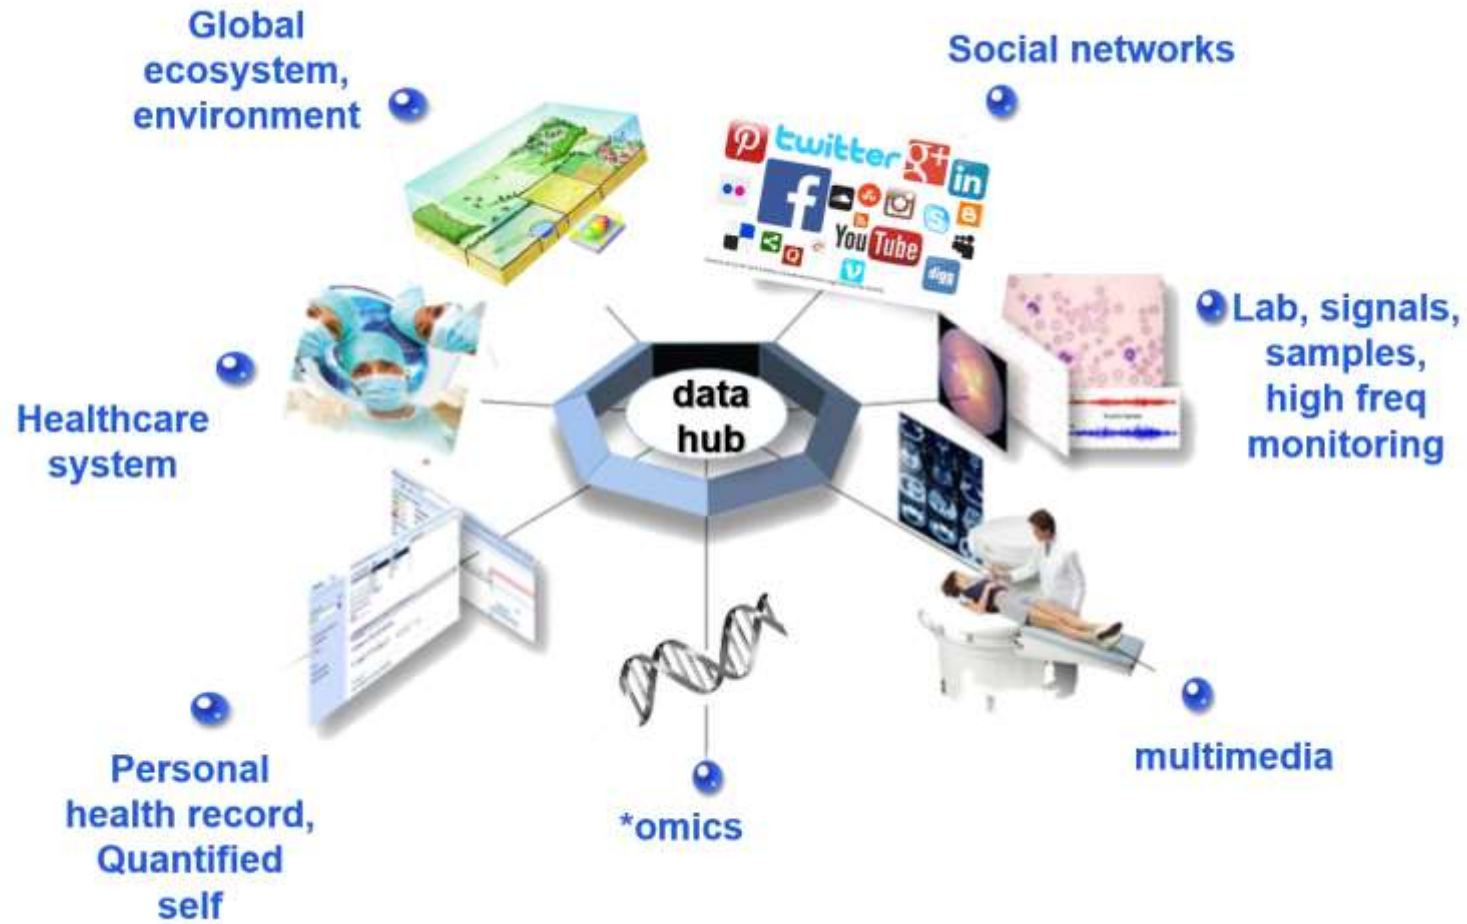 Global
ecosystem,
environment
Social networks
twitter
g+
in
f
You Tube
digg
Lab, signals,
samples,
high freq
monitoring
data
hub
Healthcare
system
Personal
health record,
Quantified
self
*omics
multimedia